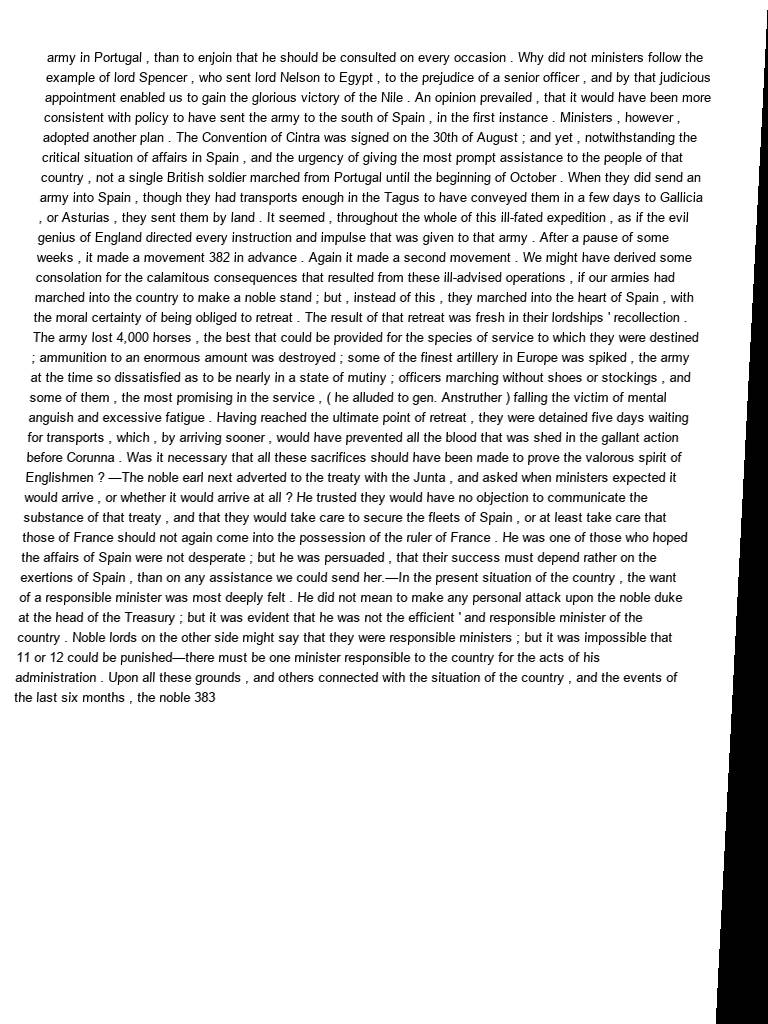 army in Portugal , than to enjoin that he should be consulted on every occasion . Why did not ministers follow the
example of lord Spencer , who sent lord Nelson to Egypt , to the prejudice of a senior officer , and by that judicious
appointment enabled us to gain the glorious victory of the Nile . An opinion prevailed , that it would have been more
consistent with policy to have sent the army to the south of Spain , in the first instance . Ministers , however ,
adopted another plan . The Convention of Cintra was signed on the 30th of August ; and yet , notwithstanding the
critical situation of affairs in Spain , and the urgency of giving the most prompt assistance to the people of that
country , not a single British soldier marched from Portugal until the beginning of October . When they did send an
army into Spain , though they had transports enough in the Tagus to have conveyed them in a few days to Gallicia
, or Asturias , they sent them by land . It seemed , throughout the whole of this ill-fated expedition , as if the evil
genius of England directed every instruction and impulse that was given to that army . After a pause of some
weeks , it made a movement 382 in advance . Again it made a second movement . We might have derived some
consolation for the calamitous consequences that resulted from these ill-advised operations , if our armies had
marched into the country to make a noble stand ; but , instead of this , they marched into the heart of Spain , with
the moral certainty of being obliged to retreat . The result of that retreat was fresh in their lordships ' recollection .
The army lost 4,000 horses , the best that could be provided for the species of service to which they were destined
; ammunition to an enormous amount was destroyed ; some of the finest artillery in Europe was spiked , the army
at the time so dissatisfied as to be nearly in a state of mutiny ; officers marching without shoes or stockings , and
some of them , the most promising in the service , ( he alluded to gen. Anstruther ) falling the victim of mental
anguish and excessive fatigue . Having reached the ultimate point of retreat , they were detained five days waiting
for transports , which , by arriving sooner , would have prevented all the blood that was shed in the gallant action
before Corunna . Was it necessary that all these sacrifices should have been made to prove the valorous spirit of
Englishmen ? —The noble earl next adverted to the treaty with the Junta , and asked when ministers expected it
would arrive , or whether it would arrive at all ? He trusted they would have no objection to communicate the
substance of that treaty , and that they would take care to secure the fleets of Spain , or at least take care that
those of France should not again come into the possession of the ruler of France . He was one of those who hoped
the affairs of Spain were not desperate ; but he was persuaded , that their success must depend rather on the
exertions of Spain , than on any assistance we could send her.—In the present situation of the country , the want
of a responsible minister was most deeply felt . He did not mean to make any personal attack upon the noble duke
at the head of the Treasury ; but it was evident that he was not the efficient ' and responsible minister of the
country . Noble lords on the other side might say that they were responsible ministers ; but it was impossible that
11 or 12 could be punished—there must be one minister responsible to the country for the acts of his
administration . Upon all these grounds , and others connected with the situation of the country , and the events of
the last six months , the noble 383